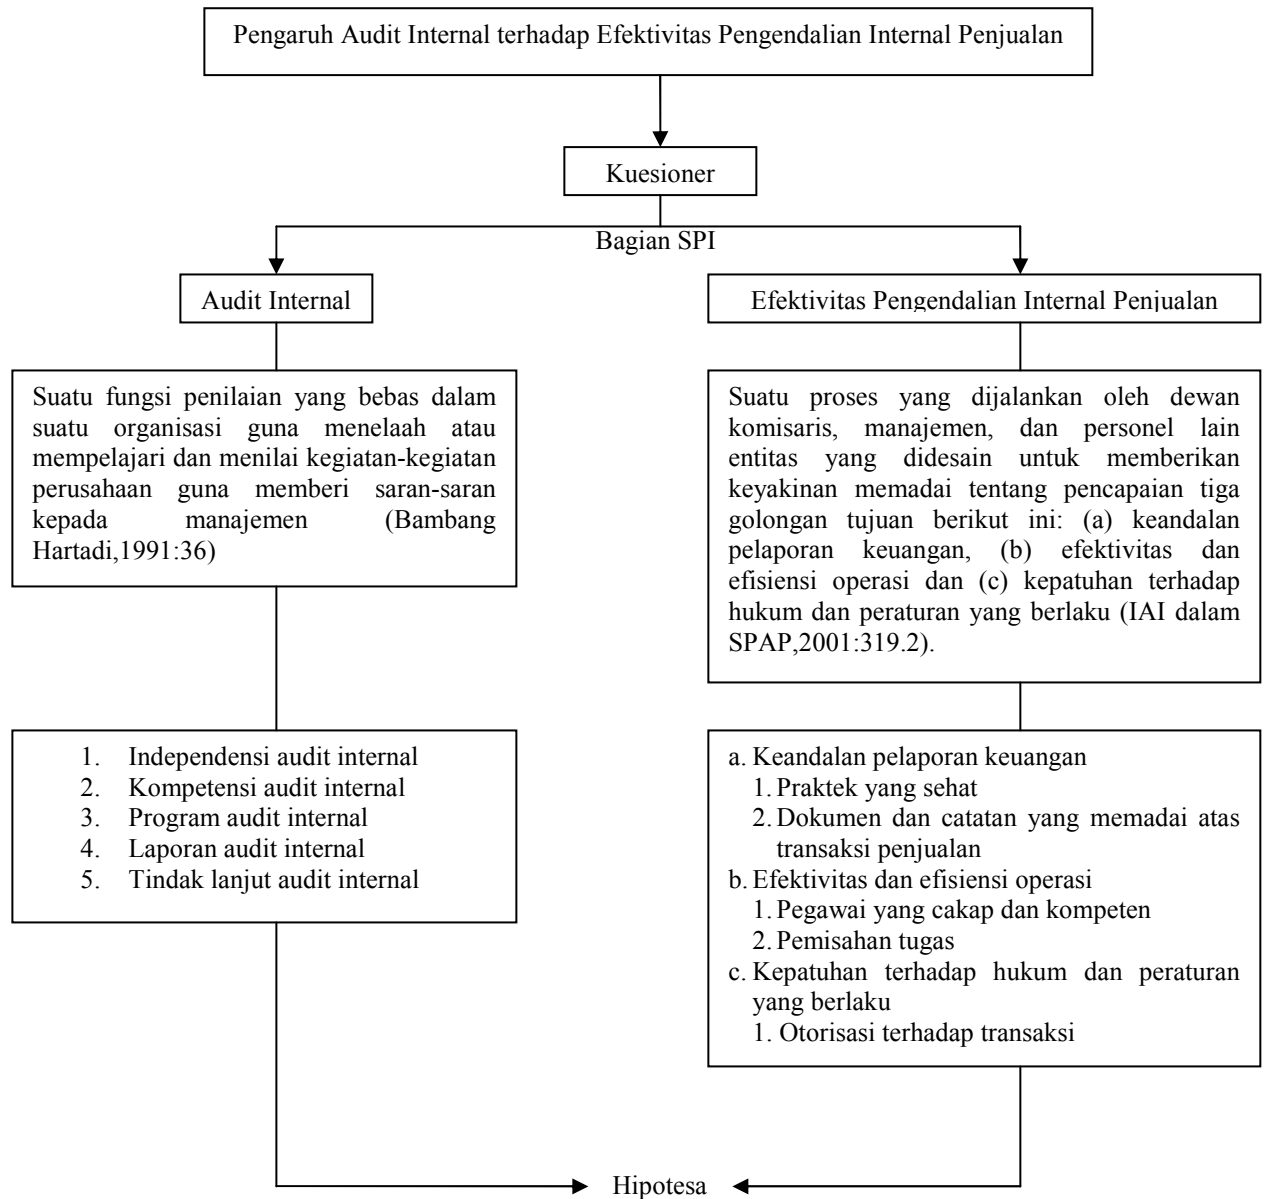 Pengaruh Audit Internal terhadap Efektivitas Pengendalian Internal Penjualan
Kuesioner
Bagian SPI
Audit Internal
Efektivitas Pengendalian Internal Penjualan
Suatu fungsi penilaian yang bebas dalam
suatu organisasi guna menelaah atau
mempelajari dan menilai kegiatan-kegiatan
perusahaan guna memberi saran-saran
kepada manajemen (Bambang
Hartadi,1991:36)
Suatu proses yang dijalankan oleh dewan
komisaris, manajemen, dan personel lain
entitas yang didesain untuk memberikan
keyakinan memadai tentang pencapaian tiga
golongan tujuan berikut ini: (a) keandalan
pelaporan keuangan, (b) efektivitas dan
efisiensi operasi dan (c) kepatuhan terhadap
hukum dan peraturan yang berlaku (IAI dalam
SPAP,2001:319.2).
1. Independensi audit internal
2. Kompetensi audit internal
3. Program audit internal
4. Laporan audit internal
5. Tindak lanjut audit internal
a. Keandalan pelaporan keuangan
1. Praktek yang sehat
2. Dokumen dan catatan yang memadai atas
transaksi penjualan
b. Efektivitas dan efisiensi operasi
1. Pegawai yang cakap dan kompeten
2. Pemisahan tugas
c. Kepatuhan terhadap hukum dan peraturan
yang berlaku
1. Otorisasi terhadap transaksi
Hipotesa